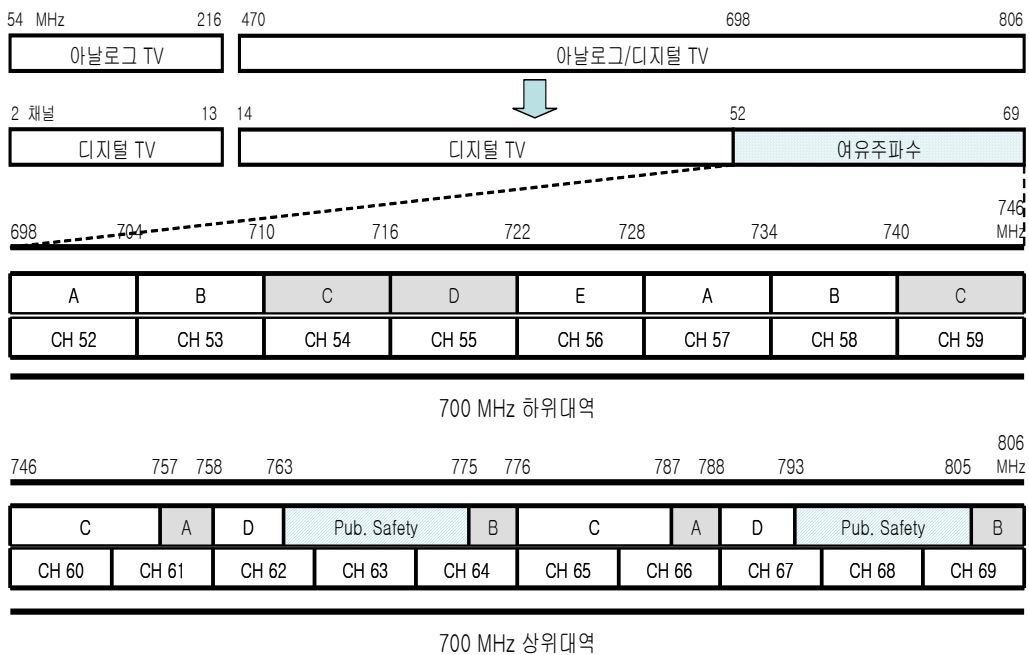 54 MHz 216 470 698 806
아날로그 TV 아날로그/디지털 TV
2 채널 13 14 52 69
디지털 TV 디지털 TV 여유주파수
698 704 710 716 722 728 734 740 746 MHz
A B C D E A B C
CH 52 CH 53 CH 54 CH 55 CH 56 CH 57 CH 58 CH 59
700 MHz 하위대역
746 757 758 763 775 776 787 788 793 805 806 MHz
C A D Pub. Safety B C A D Pub. Safety B
CH 60 CH 61 CH 62 CH 63 CH 64 CH 65 CH 66 CH 67 CH 68 CH 69
700 MHz 상위대역